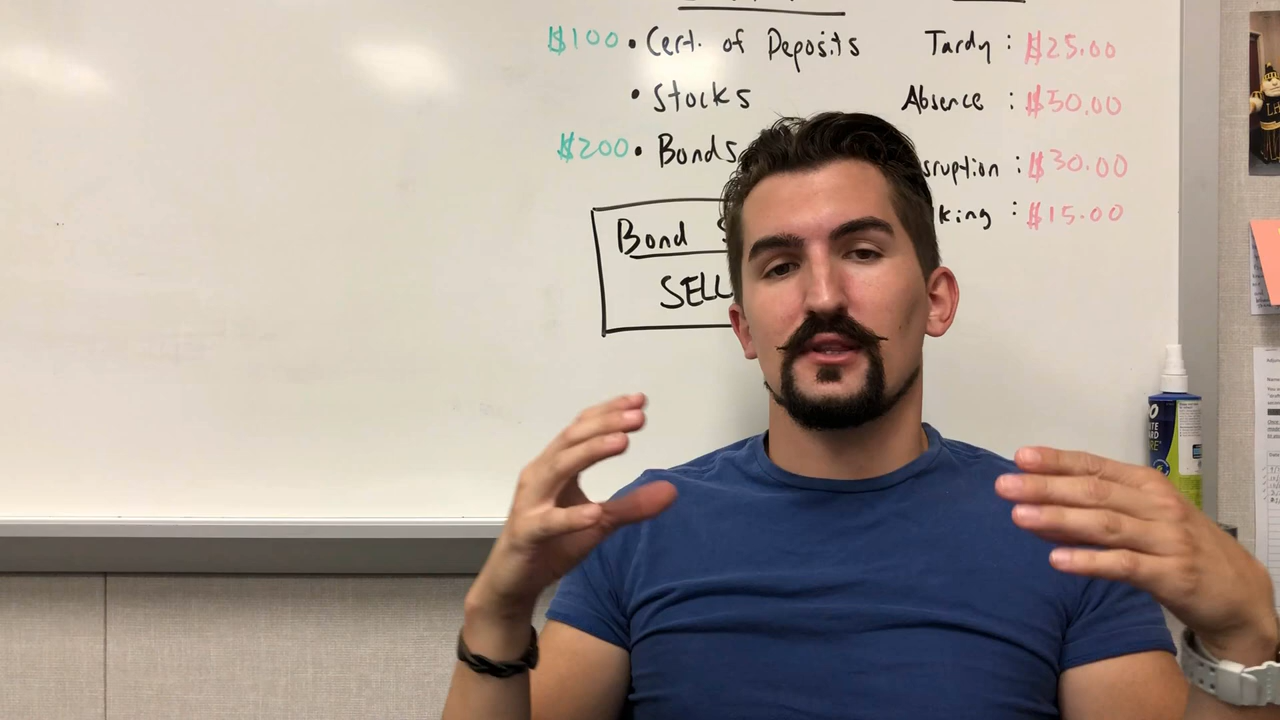 $100 • Cert. of Deposits
• Stocks
$200 • Bonds
Bond
SELL
Tardy : $25.00
Absence : $50.00
sruption : $30.00
king : $15.00